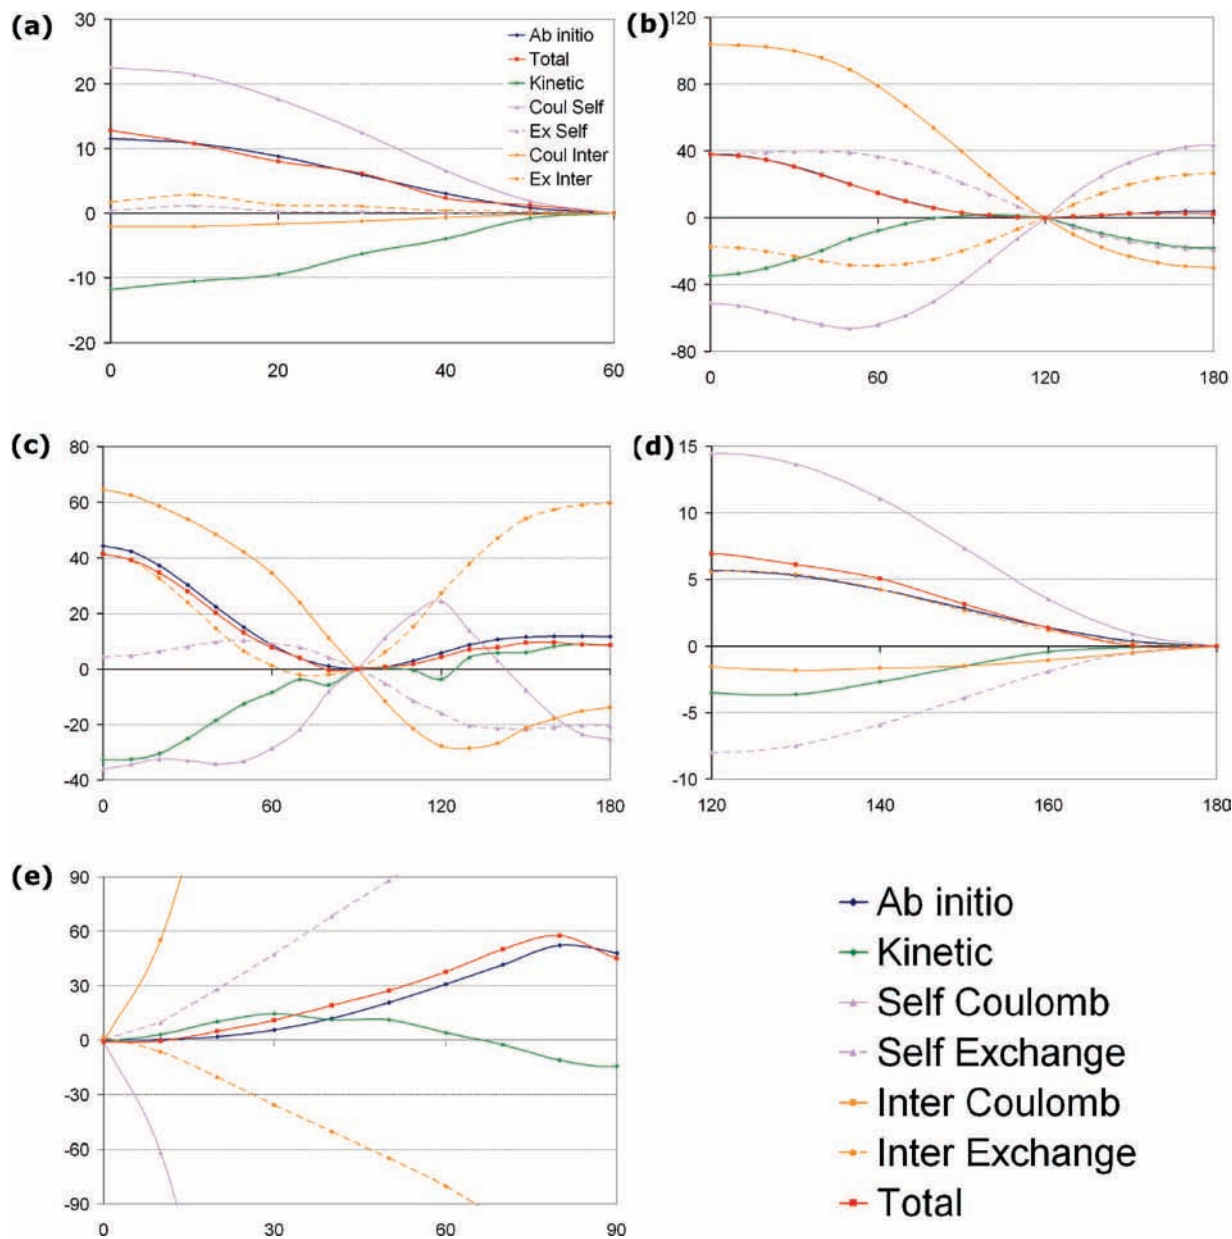 (a)
30
20
10
0
-10
-20
0 20 40 60
Ab initio
Total
Kinetic
Coul Self
Ex Self
Coul Inter
Ex Inter
(b)
120
80
40
0
-40
-80
0 60 120 180
(c)
80
60
40
20
0
-20
-40
0 60 120 180
(d)
15
10
5
0
-5
-10
120 140 160 180
(e)
90
60
30
0
-30
-60
-90
0 30 60 90
Ab initio
Kinetic
Self Coulomb
Self Exchange
Inter Coulomb
Inter Exchange
Total